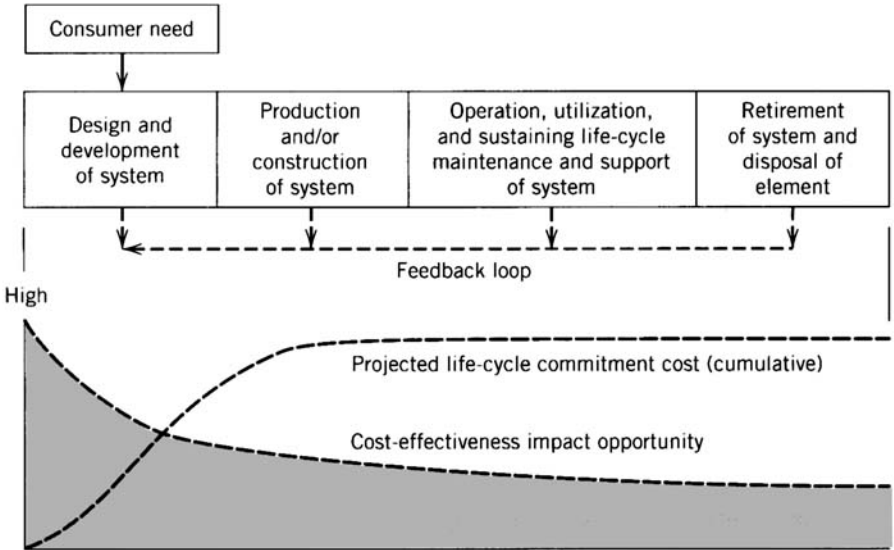 Consumer need
Design and
development
of system
Production
and/or
construction
of system
Operation, utilization,
and sustaining life-cycle
maintenance and support
of system
Retirement
of system and
disposal of
element
Feedback loop
High
Projected life-cycle commitment cost (cumulative)
Cost-effectiveness impact opportunity